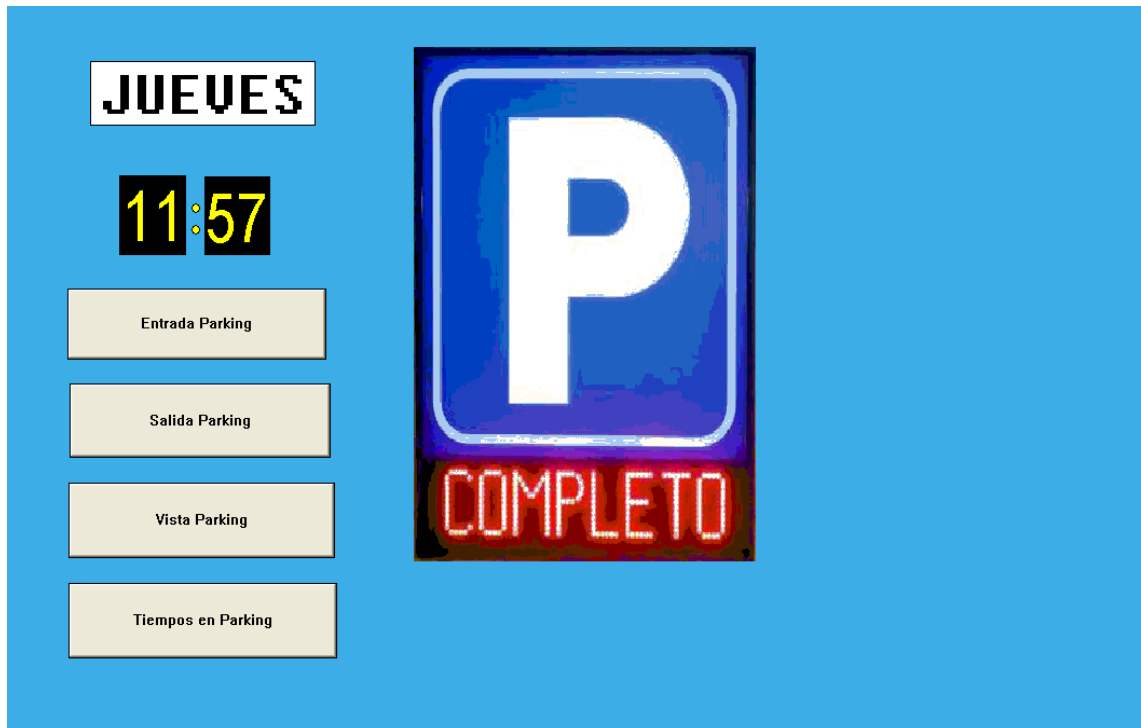 JUEVES
11:57
Entrada Parking
Salida Parking
Vista Parking
Tiempos en Parking
P
COMPLETO